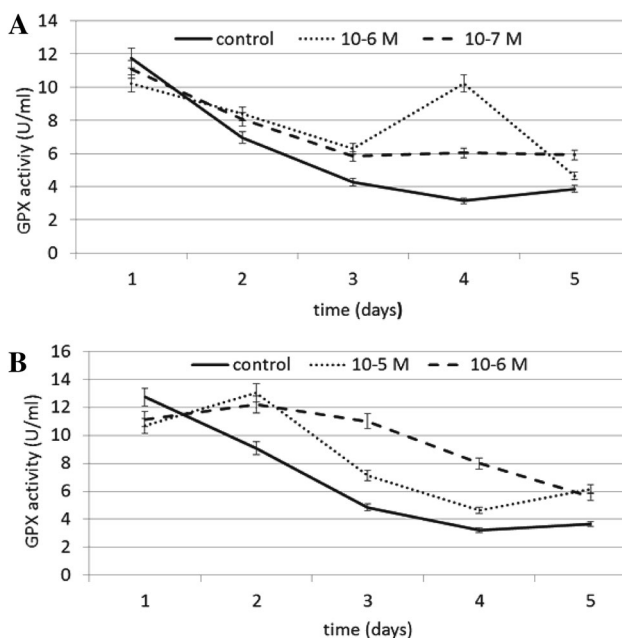 A
14
control 10-6 M 10-7 M
12
10
8
6
4
2
0
GPX activiy (U/ml)
1 2 3 4 5
time (days)
B
16
control 10-5 M 10-6 M
14
12
10
8
6
4
2
0
GPX activity (U/ml)
1 2 3 4 5
time (days)